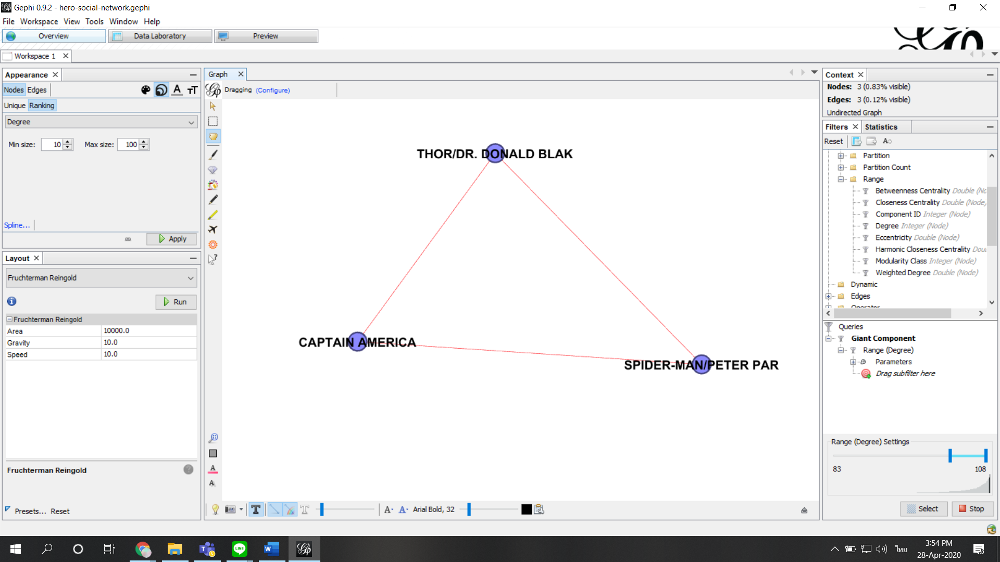 Gephi 0.9.2 - hero-social-network.gephi
File Workspace View Tools Window Help
Overview
Data Laboratory
Preview
Workspace 1
Appearance
Nodes Edges
A TT
Unique Ranking
Degree
Min size: 10 Max size: 100
Spline...
Apply
Layout
Fruchterman Reingold
Run
Fruchterman Reingold
Area 10000.0
Gravity 10.0
Speed 10.0
Fruchterman Reingold
Presets... Reset
Graph
Dragging (Configure)
THOR/DR. DONALD BLAK
CAPTAIN AMERICA
SPIDER-MAN/PETER PAR
T T A- A- Arial Bold, 32
Context
Nodes: 3 (0.83% visible)
Edges: 3 (0.12% visible)
Undirected Graph
Filters Statistics
Reset
Partition
Partition Count
Range
Betweenness Centrality Double (Nc
Closeness Centrality Double (Node,
Component ID Integer (Node)
Degree Integer (Node)
Eccentricity Double (Node)
Harmonic Closeness Centrality Doul
Modularity Class Integer (Node)
Weighted Degree Double (Node)
Dynamic
Edges
Operator
Queries
Giant Component
Range (Degree)
Parameters
Drag subfilter here
Range (Degree) Settings
83 108
Select
Stop
LINE
ไทย
3:54 PM
28-Apr-2020